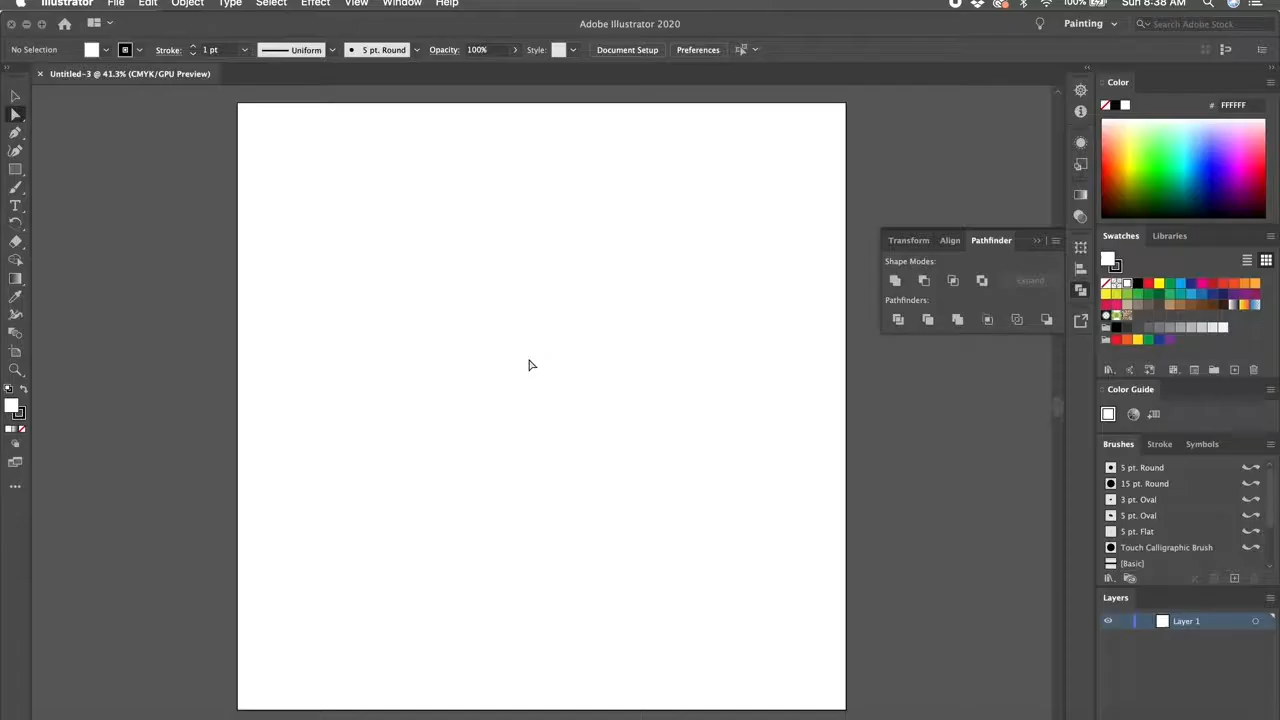 Illustrator File Edit Object Type Select Effect View Window Help 100% Sun 8:38 AM
Adobe Illustrator 2020
Painting
Search Adobe Stock
No Selection Stroke: 1 pt Uniform 5 pt. Round Opacity: 100% Style: Document Setup Preferences
Untitled-3 @ 41.3% (CMYK/GPU Preview)
Color
# FFFFFF
Swatches Libraries
Transform Align Pathfinder
Shape Modes:
Expand
Pathfinders:
Color Guide
Brushes Stroke Symbols
5 pt. Round
15 pt. Round
3 pt. Oval
5 pt. Oval
5 pt. Flat
Touch Calligraphic Brush
[Basic]
Layers
Layer 1